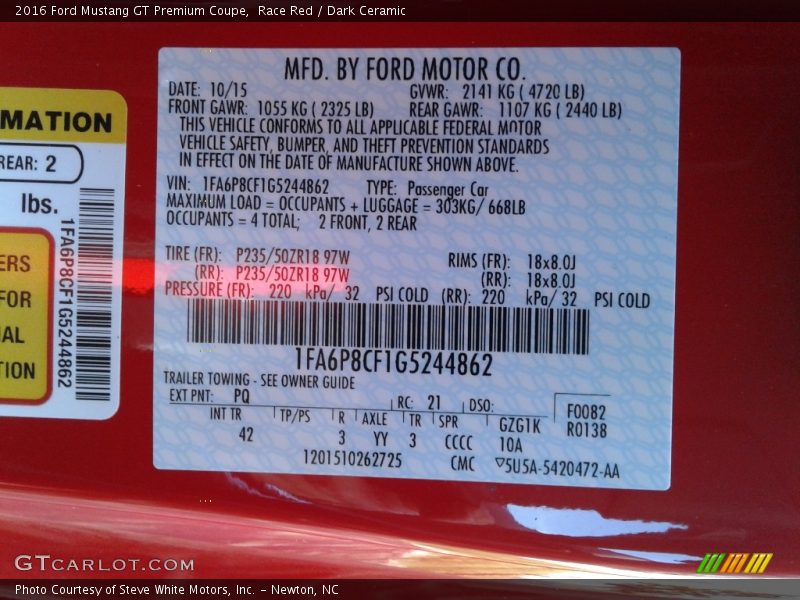 2016 Ford Mustang GT Premium Coupe,  Race Red / Dark Ceramic
MFD. BY FORD MOTOR CO.
DATE: 10/15 GVWR: 2141 KG ( 4720 LB)
FRONT GAWR: 1055 KG ( 2325 LB) REAR GAWR: 1107 KG ( 2440 LB)
THIS VEHICLE CONFORMS TO ALL APPLICABLE FEDERAL MOTOR
VEHICLE SAFETY, BUMPER, AND THEFT PREVENTION STANDARDS
IN EFFECT ON THE DATE OF MANUFACTURE SHOWN ABOVE.
VIN: 1FA6P8CF1G5244862 TYPE: Passenger Car
MAXIMUM LOAD = OCCUPANTS + LUGGAGE = 303KG/ 668LB
OCCUPANTS = 4 TOTAL; 2 FRONT, 2 REAR
TIRE (FR): P235/50ZR18 97W RIMS (FR): 18x8.0J
(RR): P235/50ZR18 97W (RR): 18x8.0J
PRESSURE (FR): 220 kPa/ 32 PSI COLD (RR): 220 kPa/ 32 PSI COLD
1FA6P8CF1G5244862
TRAILER TOWING - SEE OWNER GUIDE
EXT PNT: PQ RC: 21 DSO: F0082
INT TR TP/PS R AXLE TR SPR GZG1K R013B
42 3 YY 3 CCCC 10A
1201510262725 CMC ▽5U5A-5420472-AA
MATION
REAR: 2
lbs.
1FA6P8CF1G5244862
ERS
FOR
NAL
TION
GTCARLOT.COM
Photo Courtesy of Steve White Motors, Inc. – Newton, NC